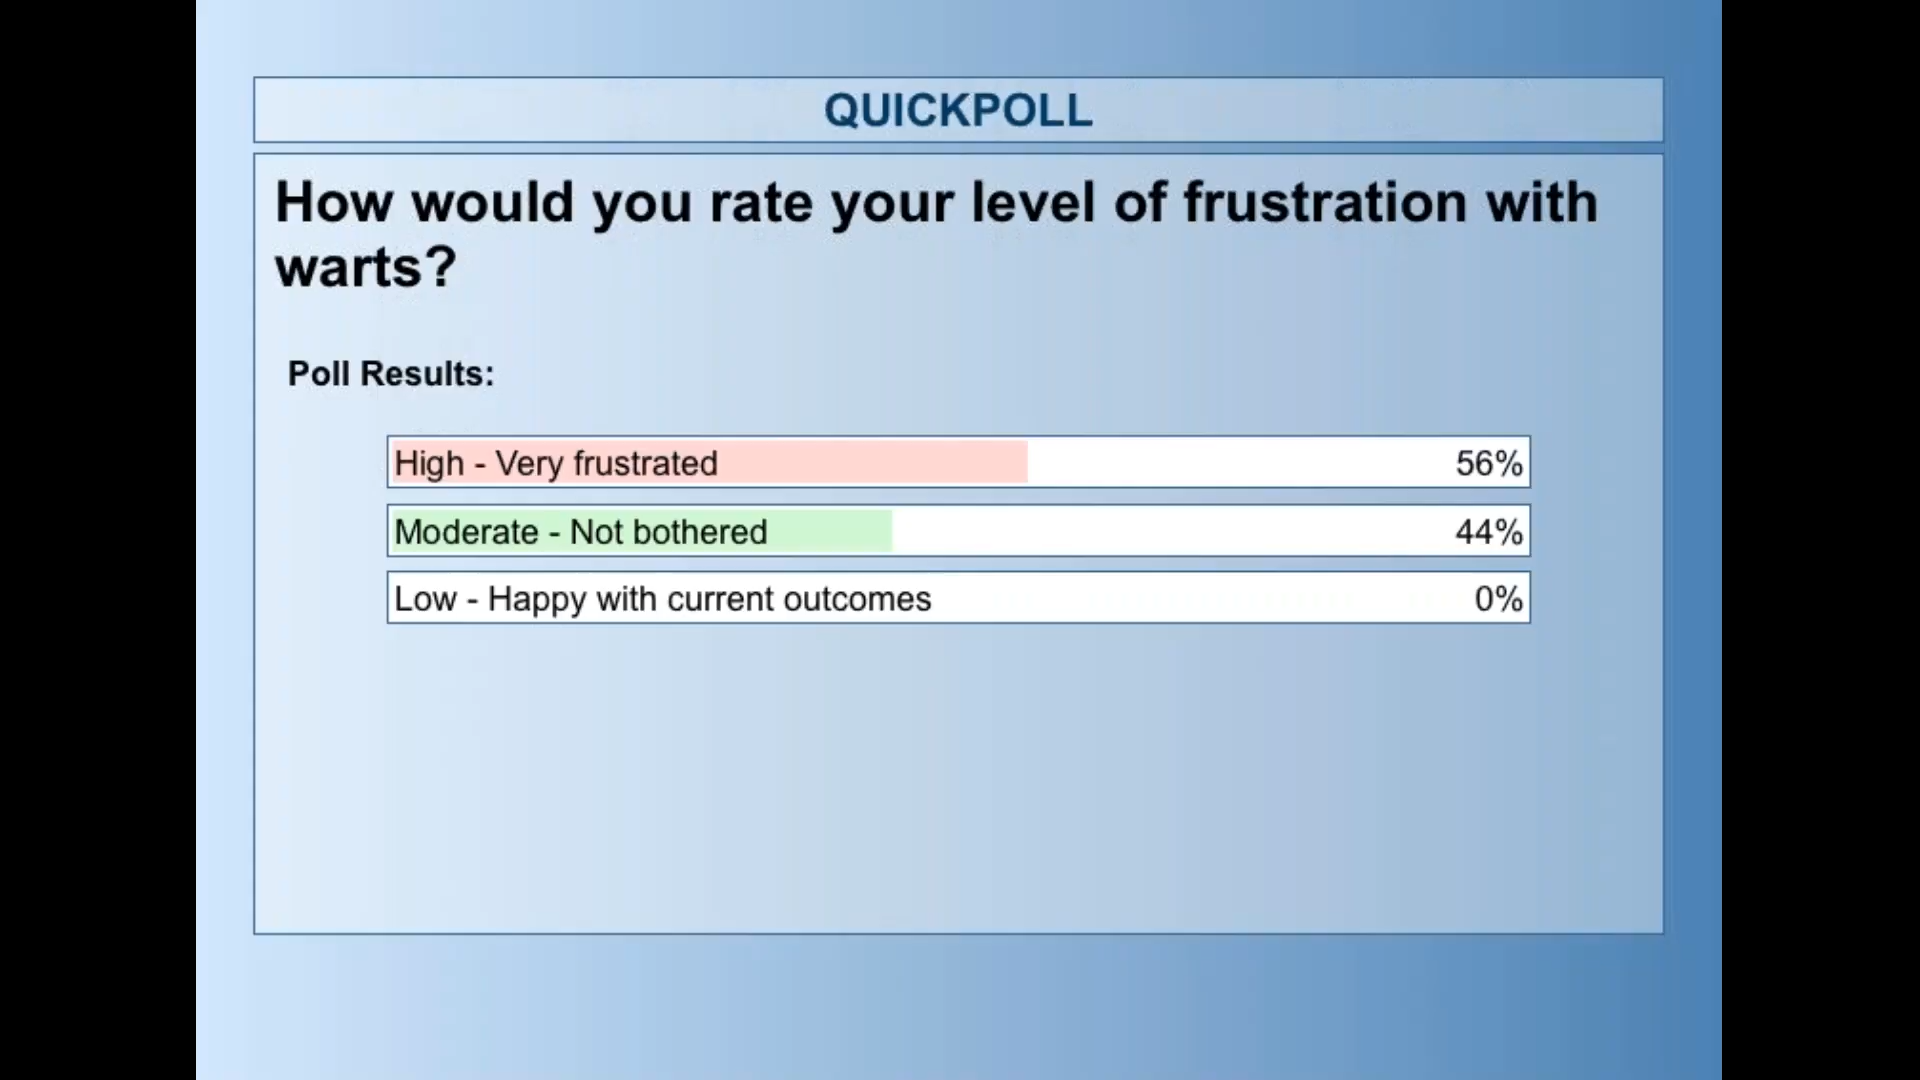 QUICKPOLL
How would you rate your level of frustration with
warts?
Poll Results:
High - Very frustrated 56%
Moderate - Not bothered 44%
Low - Happy with current outcomes 0%